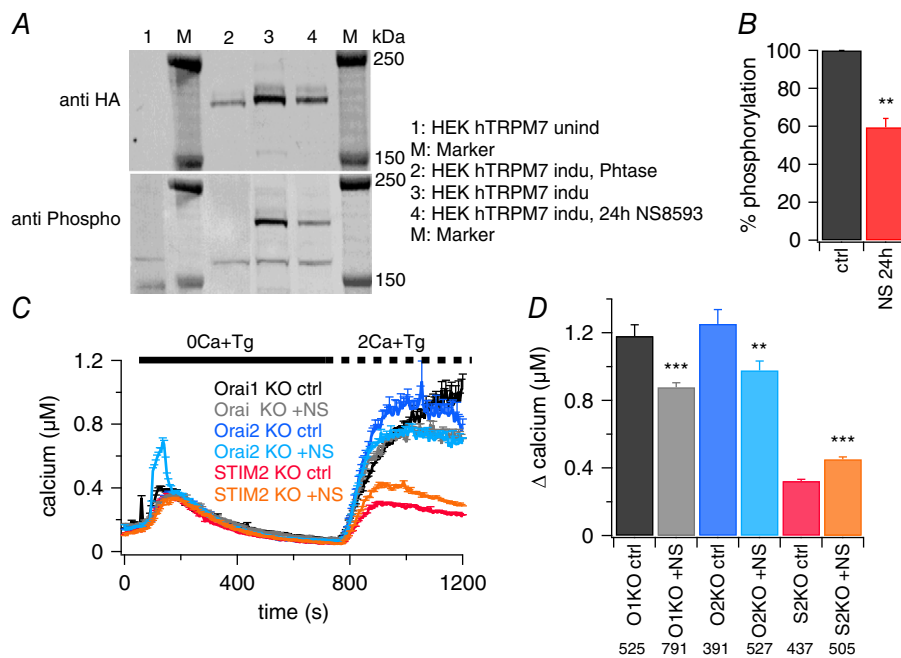 A
1 M 2 3 4 M kDa
250
anti HA
150
250
anti Phospho
150
1: HEK hTRPM7 unind
M: Marker
2: HEK hTRPM7 indu, Phtase
3: HEK hTRPM7 indu
4: HEK hTRPM7 indu, 24h NS8593
M: Marker
B
% phosphorylation
100
80
60
40
20
0
**
ctrl
NS 24h
C
0Ca+Tg 2Ca+Tg
calcium (µM)
1.2
0.8
0.4
0
Orai1 KO ctrl
Orai KO +NS
Orai2 KO ctrl
Orai2 KO +NS
STIM2 KO ctrl
STIM2 KO +NS
0 400 800 1200
time (s)
D
Δ calcium (µM)
1.2
0.8
0.4
0
***
**
***
O1KO ctrl
O1KO +NS
O2KO ctrl
O2KO +NS
S2KO ctrl
S2KO +NS
525 791 391 527 437 505